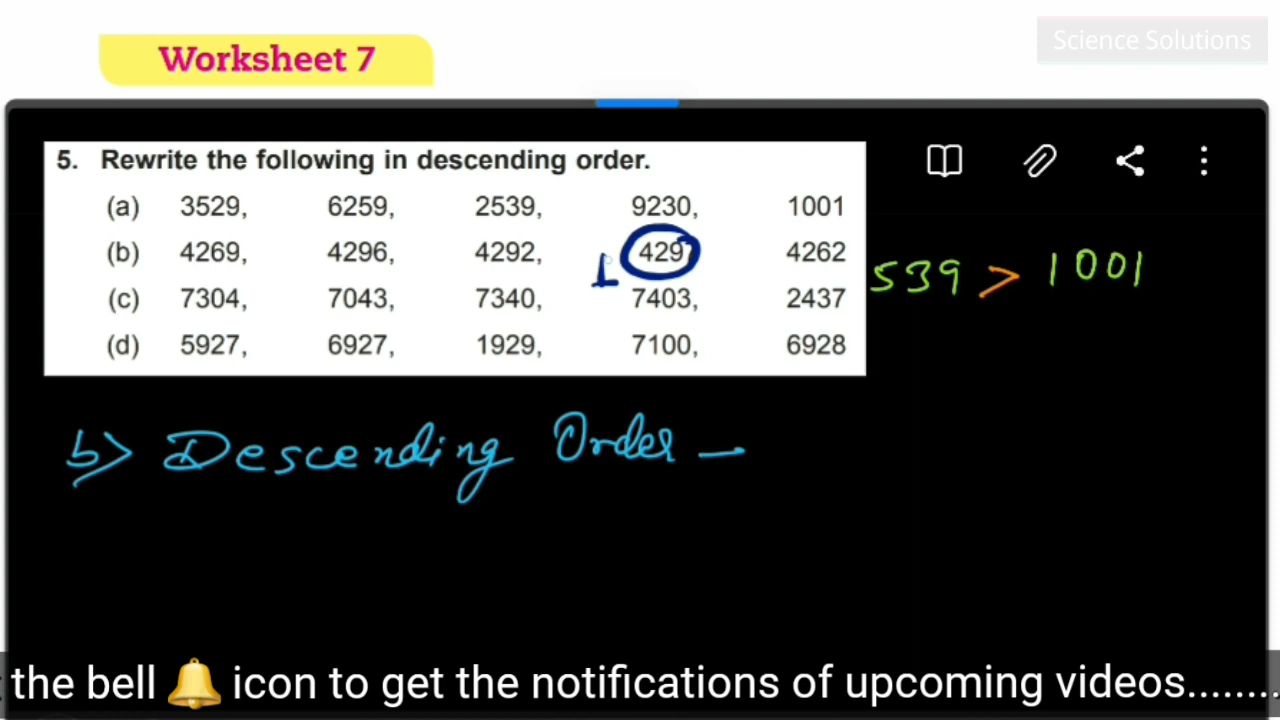 Science Solutions
Worksheet 7
5. Rewrite the following in descending order.
(a) 3529, 6259, 2539, 9230, 1001
(b) 4269, 4296, 4292, 4297 4262
539 > 1001
(c) 7304, 7043, 7340, 7403, 2437
(d) 5927, 6927, 1929, 7100, 6928
b) Descending Order —
the bell 🔔 icon to get the notifications of upcoming videos........